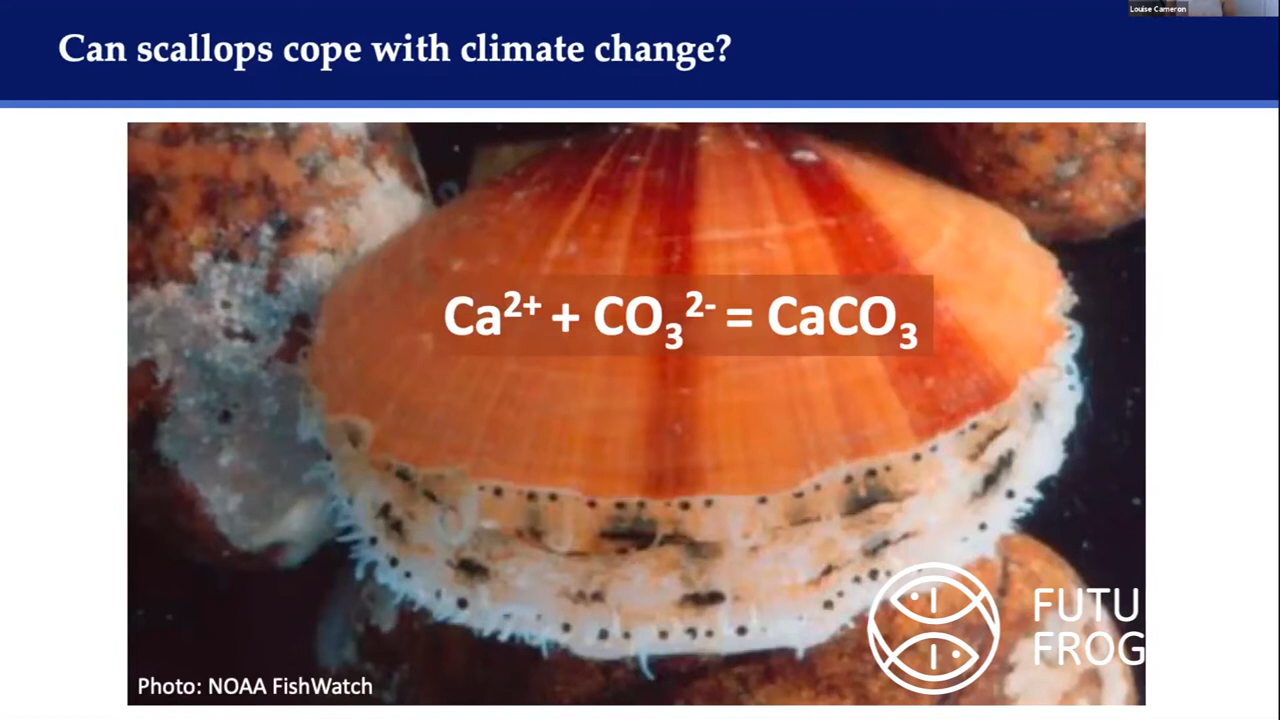 Louise Cameron
Can scallops cope with climate change?
Ca²⁺ + CO₃²⁻ = CaCO₃
FUTU
FROG
Photo: NOAA FishWatch